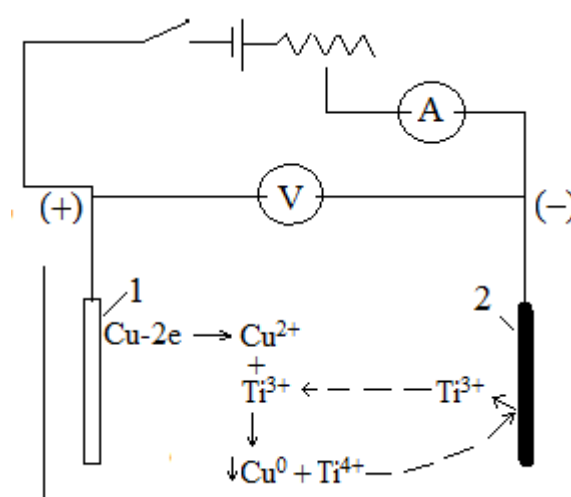 A
(+) V (−)
1 2
Cu-2e → Cu²⁺
+
Ti³⁺ Ti³⁺
↓Cu⁰ + Ti⁴⁺